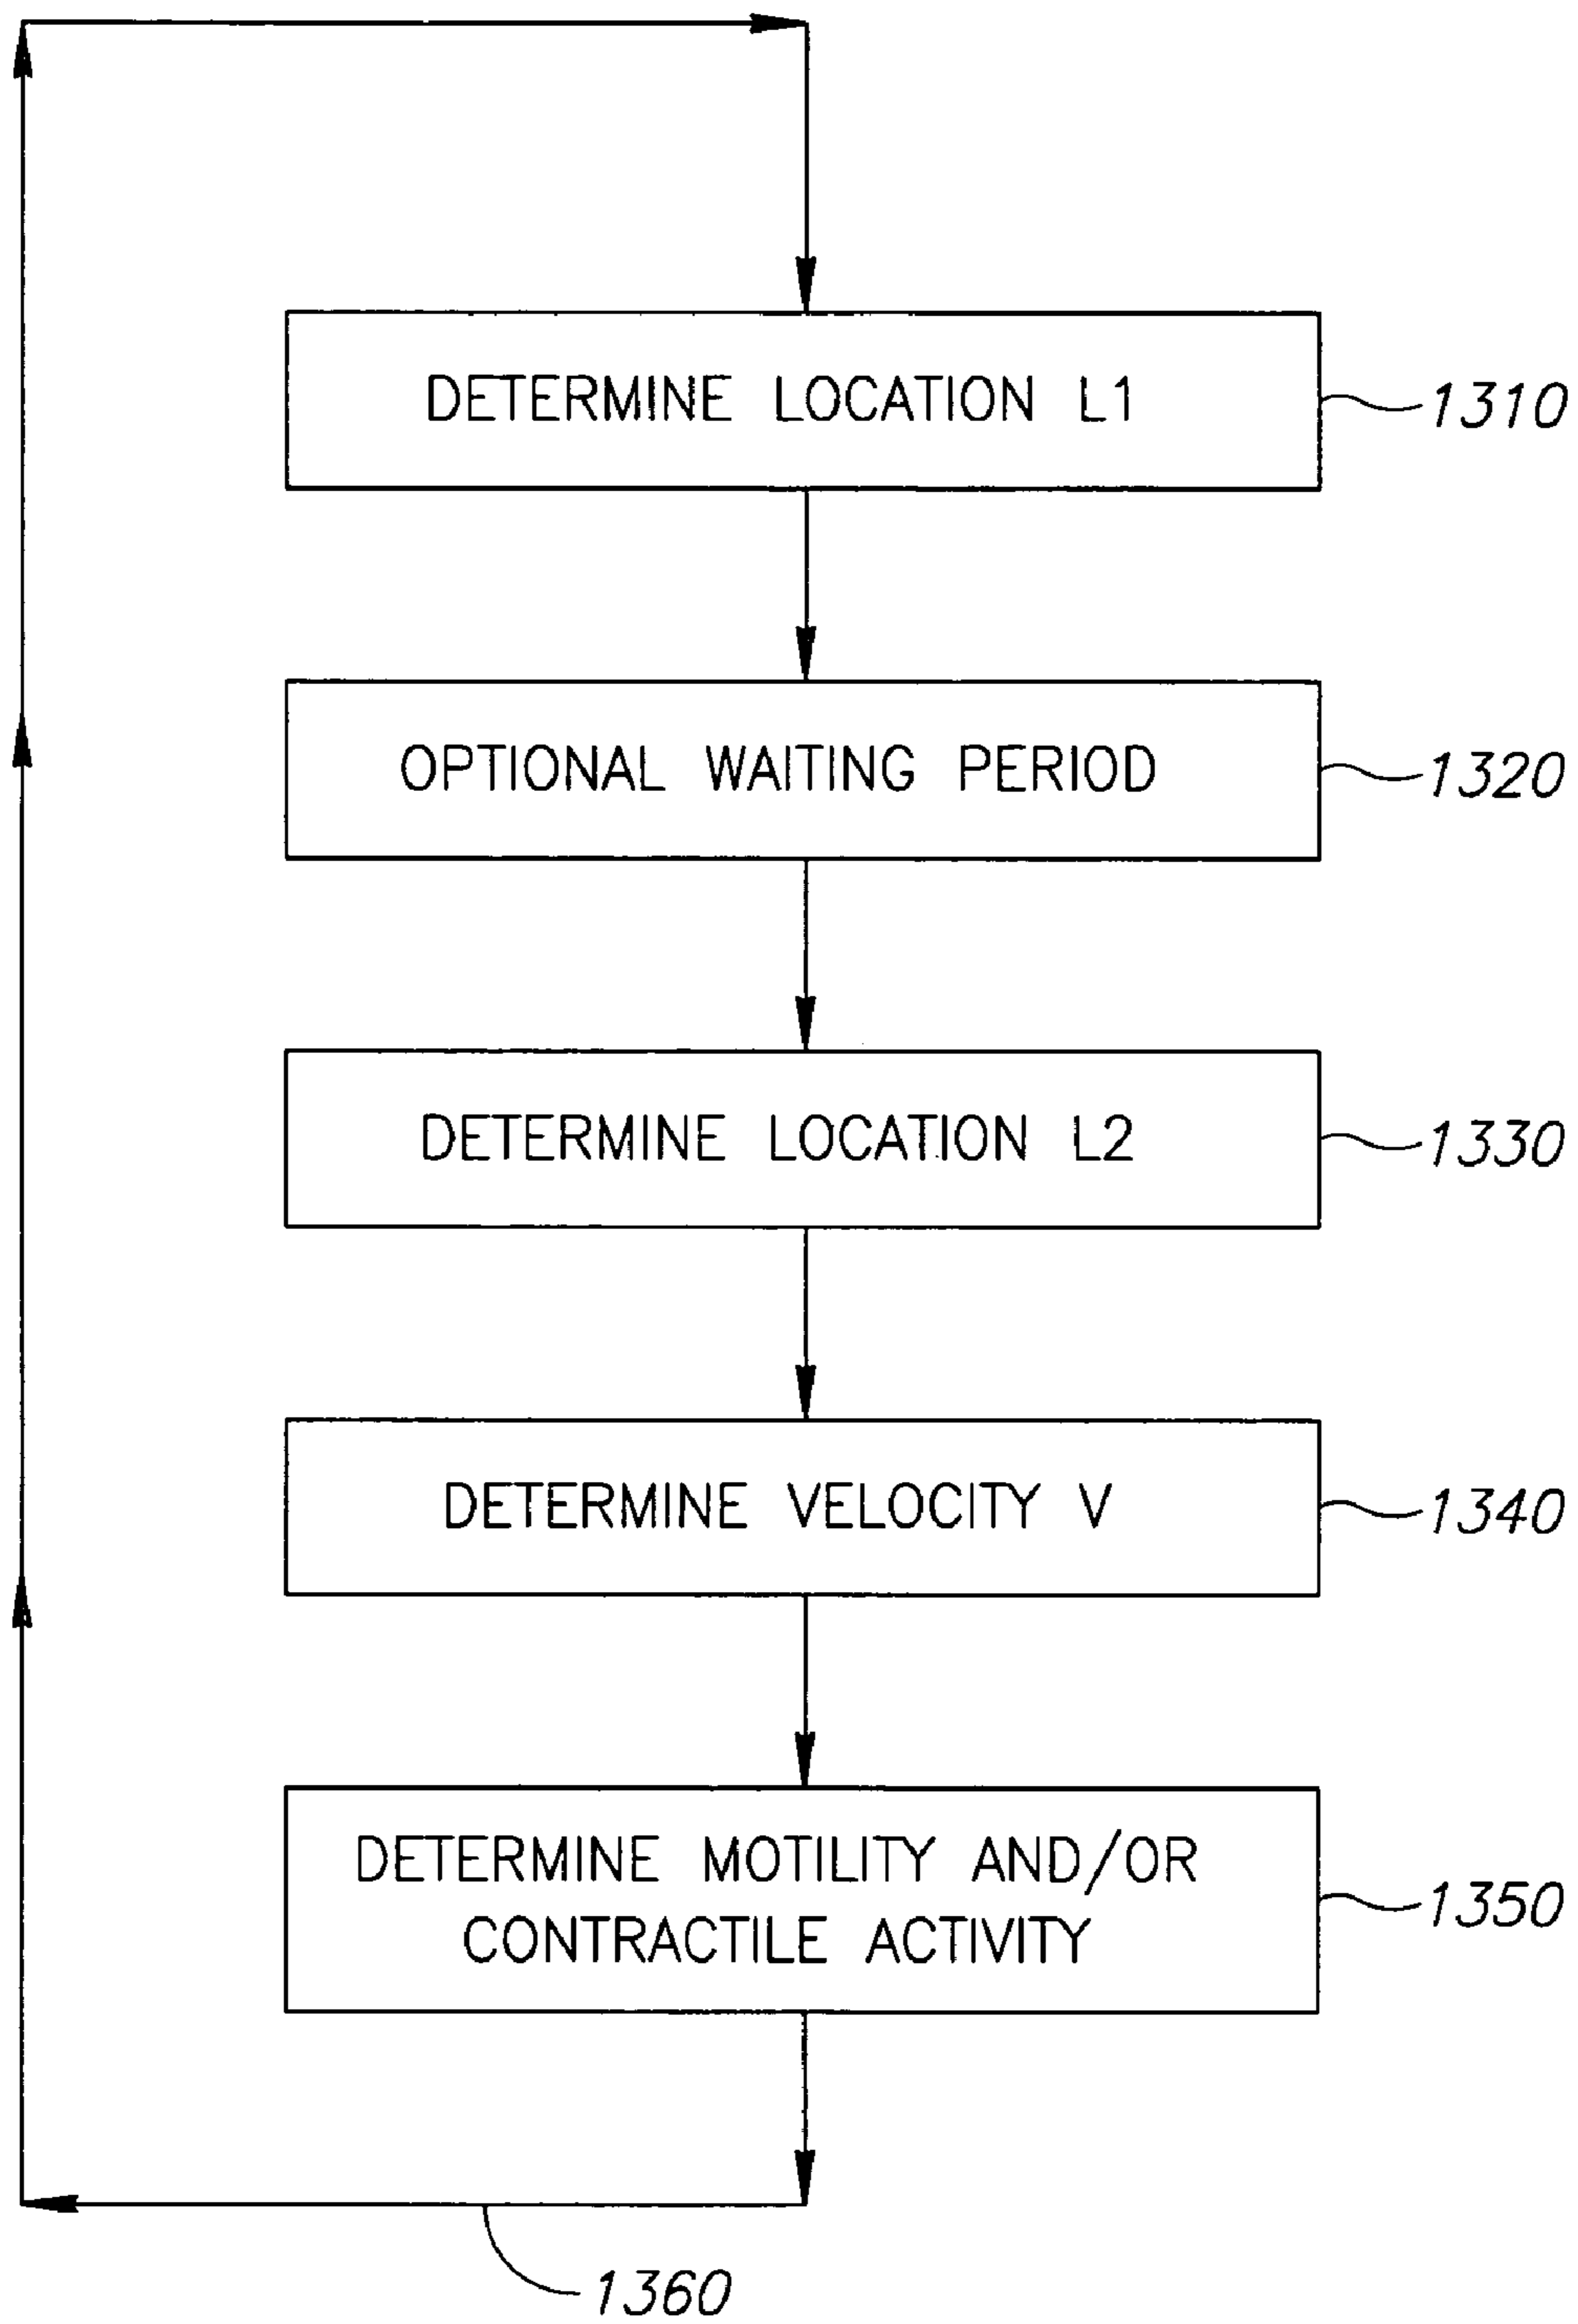 DETERMINE LOCATION L1
1310
OPTIONAL WAITING PERIOD
1320
DETERMINE LOCATION L2
1330
DETERMINE VELOCITY V
1340
DETERMINE MOTILITY AND/OR
CONTRACTILE ACTIVITY
1350
1360